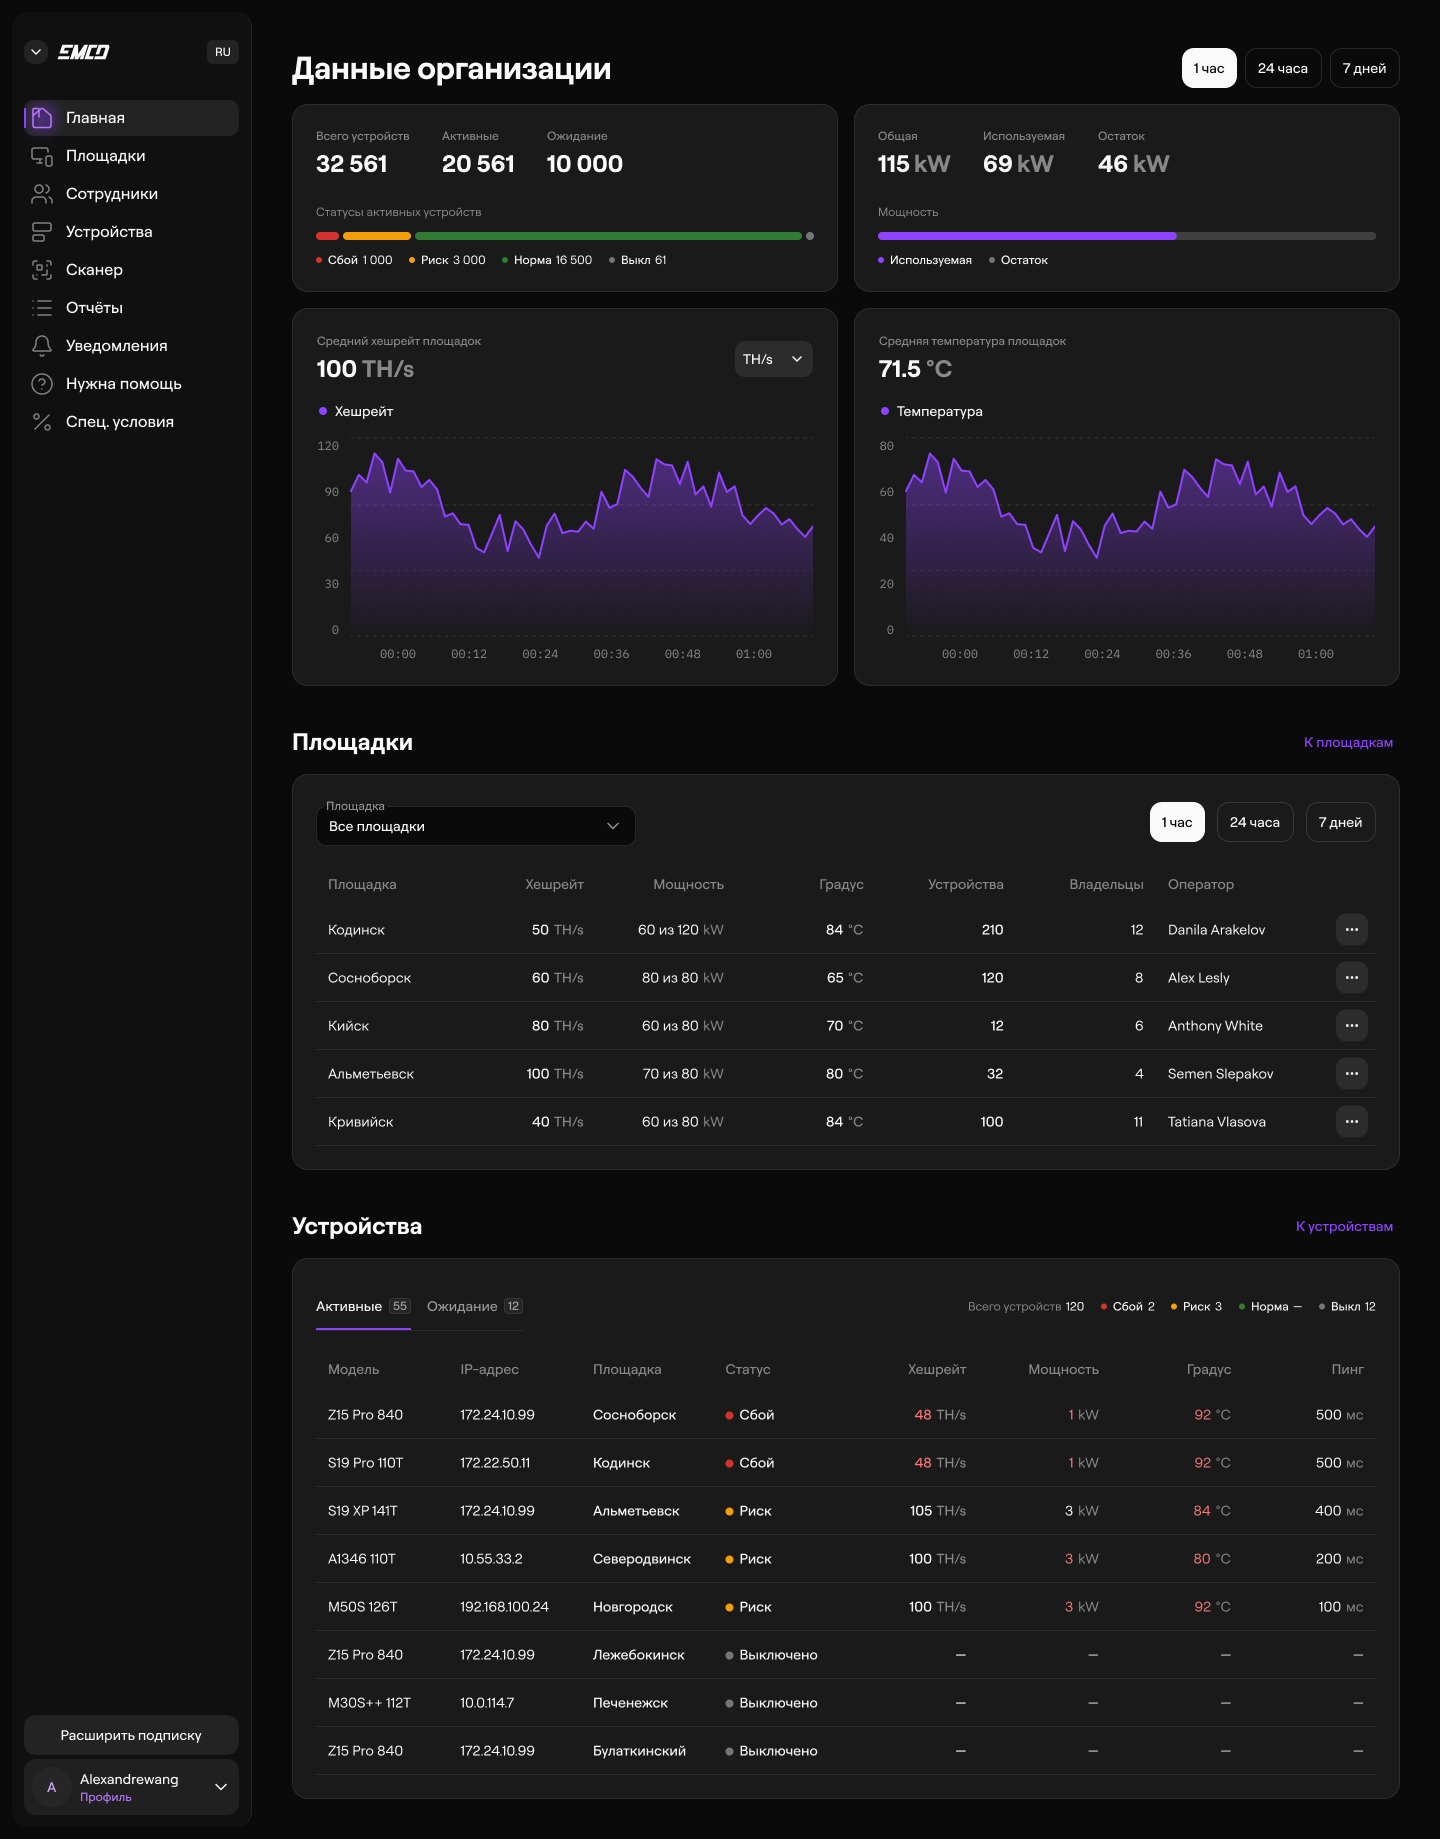 SMCO
RU
Главная
Площадки
Сотрудники
Устройства
Сканер
Отчёты
Уведомления
Нужна помощь
Спец. условия
Расширить подписку
A
Alexandrewang
Профиль
Данные организации
1 час 24 часа 7 дней
Всего устройств Активные Ожидание
32 561 20 561 10 000
Статусы активных устройств
Сбой 1 000 Риск 3 000 Норма 16 500 Выкл 61
Общая Используемая Остаток
115 kW 69 kW 46 kW
Мощность
Используемая Остаток
Средний хешрейт площадок
100 TH/s
TH/s
Хешрейт
120
90
60
30
0
00:00 00:12 00:24 00:36 00:48 01:00
Средняя температура площадок
71.5 °C
Температура
80
60
40
20
0
00:00 00:12 00:24 00:36 00:48 01:00
Площадки
К площадкам
Площадка
Все площадки
1 час 24 часа 7 дней
Площадка Хешрейт Мощность Градус Устройства Владельцы Оператор
Кодинск 50 TH/s 60 из 120 kW 84 °C 210 12 Danila Arakelov
Сосноборск 60 TH/s 80 из 80 kW 65 °C 120 8 Alex Lesly
Кийск 80 TH/s 60 из 80 kW 70 °C 12 6 Anthony White
Альметьевск 100 TH/s 70 из 80 kW 80 °C 32 4 Semen Slepakov
Кривийск 40 TH/s 60 из 80 kW 84 °C 100 11 Tatiana Vlasova
Устройства
К устройствам
Активные 55 Ожидание 12
Всего устройств 120 Сбой 2 Риск 3 Норма — Выкл 12
Модель IP-адрес Площадка Статус Хешрейт Мощность Градус Пинг
Z15 Pro 840 172.24.10.99 Сосноборск Сбой 48 TH/s 1 kW 92 °C 500 мс
S19 Pro 110T 172.22.50.11 Кодинск Сбой 48 TH/s 1 kW 92 °C 500 мс
S19 XP 141T 172.24.10.99 Альметьевск Риск 105 TH/s 3 kW 84 °C 400 мс
A1346 110T 10.55.33.2 Северодвинск Риск 100 TH/s 3 kW 80 °C 200 мс
M50S 126T 192.168.100.24 Новгородск Риск 100 TH/s 3 kW 92 °C 100 мс
Z15 Pro 840 172.24.10.99 Лежебокинск Выключено — — — —
M30S++ 112T 10.0.114.7 Печенежск Выключено — — — —
Z15 Pro 840 172.24.10.99 Булаткинский Выключено — — — —